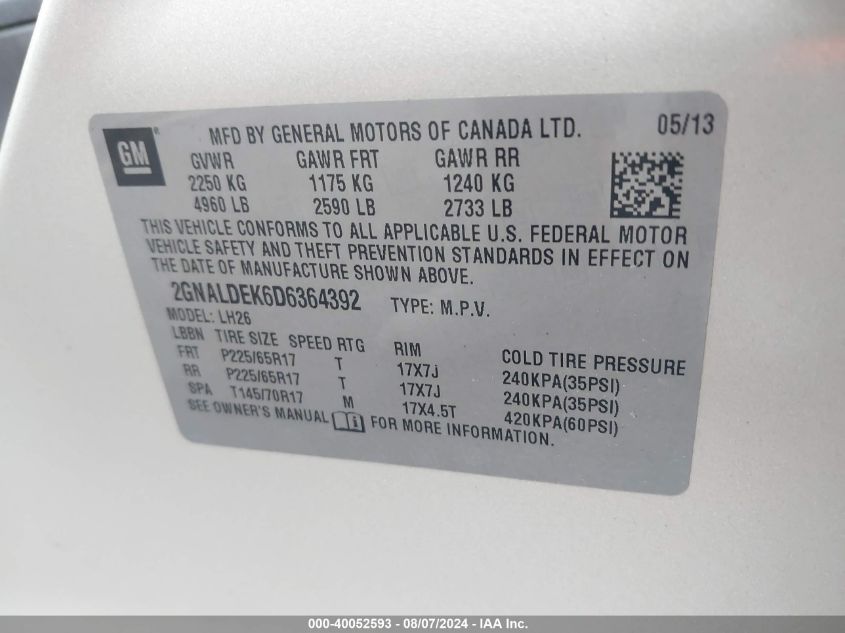 GM
MFD BY GENERAL MOTORS OF CANADA LTD. 05/13
GVWR GAWR FRT GAWR RR
2250 KG 1175 KG 1240 KG
4960 LB 2590 LB 2733 LB
THIS VEHICLE CONFORMS TO ALL APPLICABLE U.S. FEDERAL MOTOR
VEHICLE SAFETY AND THEFT PREVENTION STANDARDS IN EFFECT ON
THE DATE OF MANUFACTURE SHOWN ABOVE.
2GNALDEK6D6364392 TYPE: M.P.V.
MODEL: LH26
LBBN TIRE SIZE SPEED RTG RIM COLD TIRE PRESSURE
FRT P225/65R17 T 17X7J 240KPA(35PSI)
RR P225/65R17 T 17X7J 240KPA(35PSI)
SPA T145/70R17 M 17X4.5T 420KPA(60PSI)
SEE OWNER'S MANUAL i FOR MORE INFORMATION.
000-40052593 - 08/07/2024 - IAA Inc.